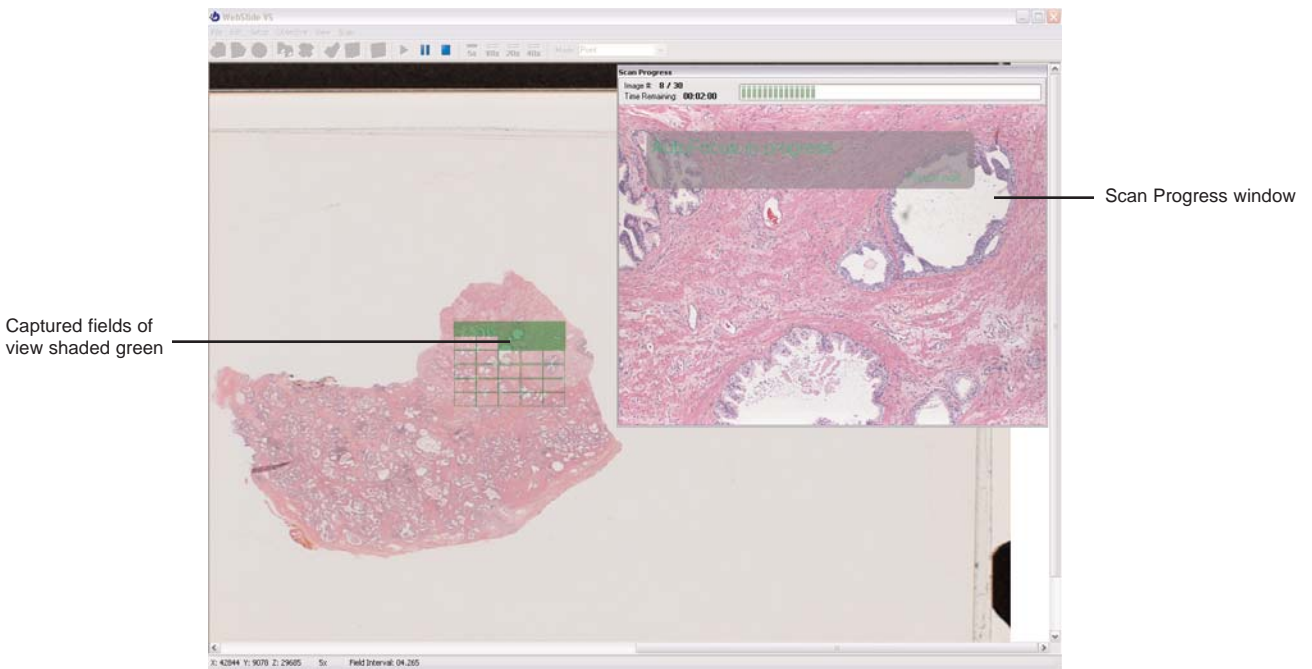 WebSlide VS
File Edit Setup Objective View Scan
5x 10x 20x 40x Mode: Point
Scan Progress
Image #: 8 / 30
Time Remaining: 00:02:00
Scan Progress window
Captured fields of
view shaded green
X: 42844 Y: 9078 Z: 29685 5x Field Interval: 04.265